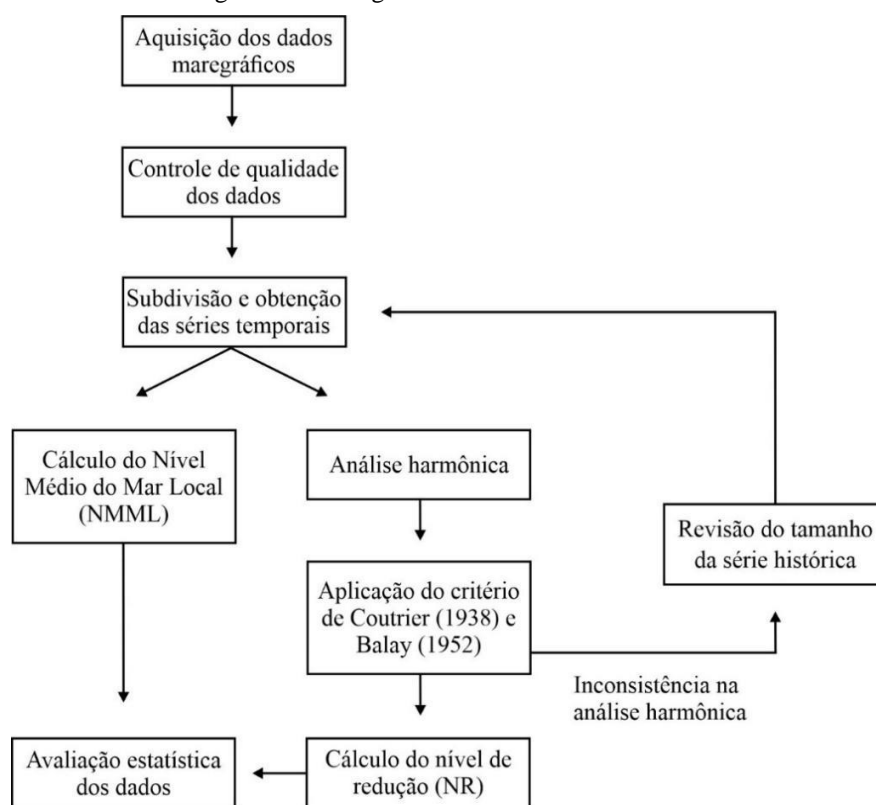 Aquisição dos dados
maregráficos
Controle de qualidade
dos dados
Subdivisão e obtenção
das séries temporais
Cálculo do Nível
Médio do Mar Local
(NMML)
Análise harmônica
Revisão do tamanho
da série histórica
Aplicação do critério
de Coutrier (1938) e
Balay (1952)
Inconsistência na
análise harmônica
Avaliação estatística
dos dados
Cálculo do nível de
redução (NR)